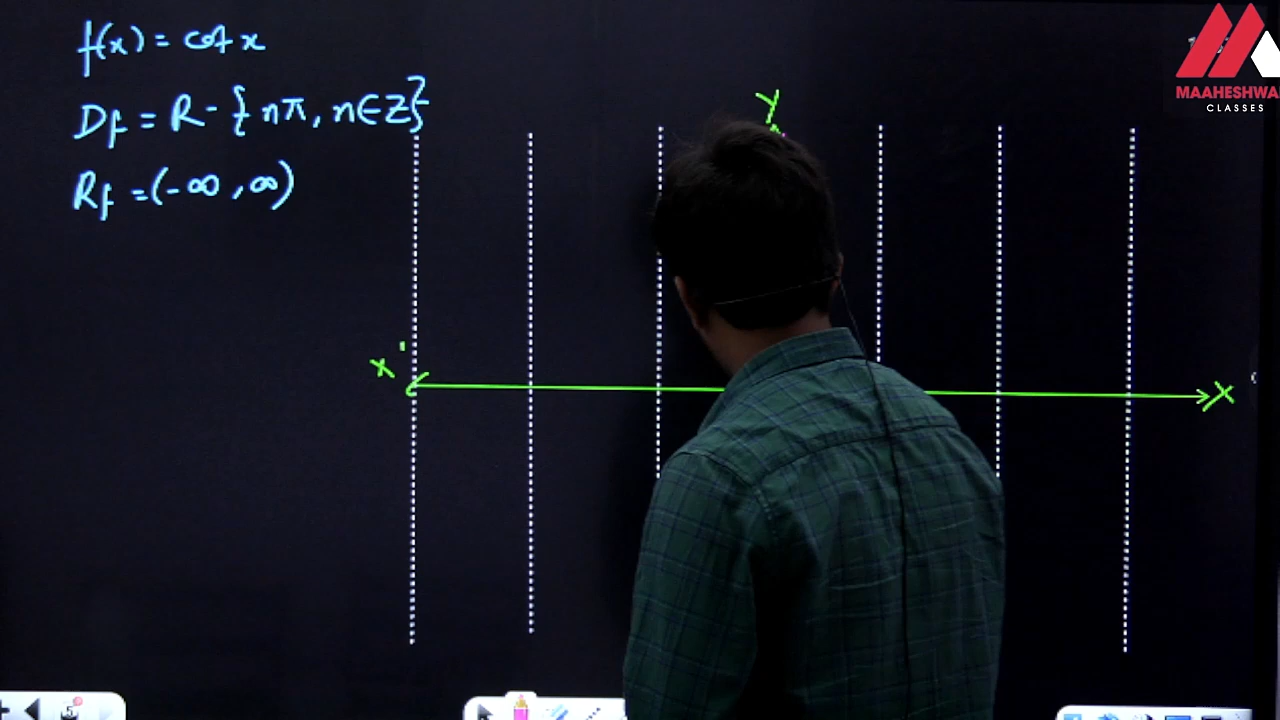 f(x) = cot x
Df = R - { nπ, n∈Z}
Rf = (-∞, ∞)
MAAHESHWA
CLASSES
y
x'
x